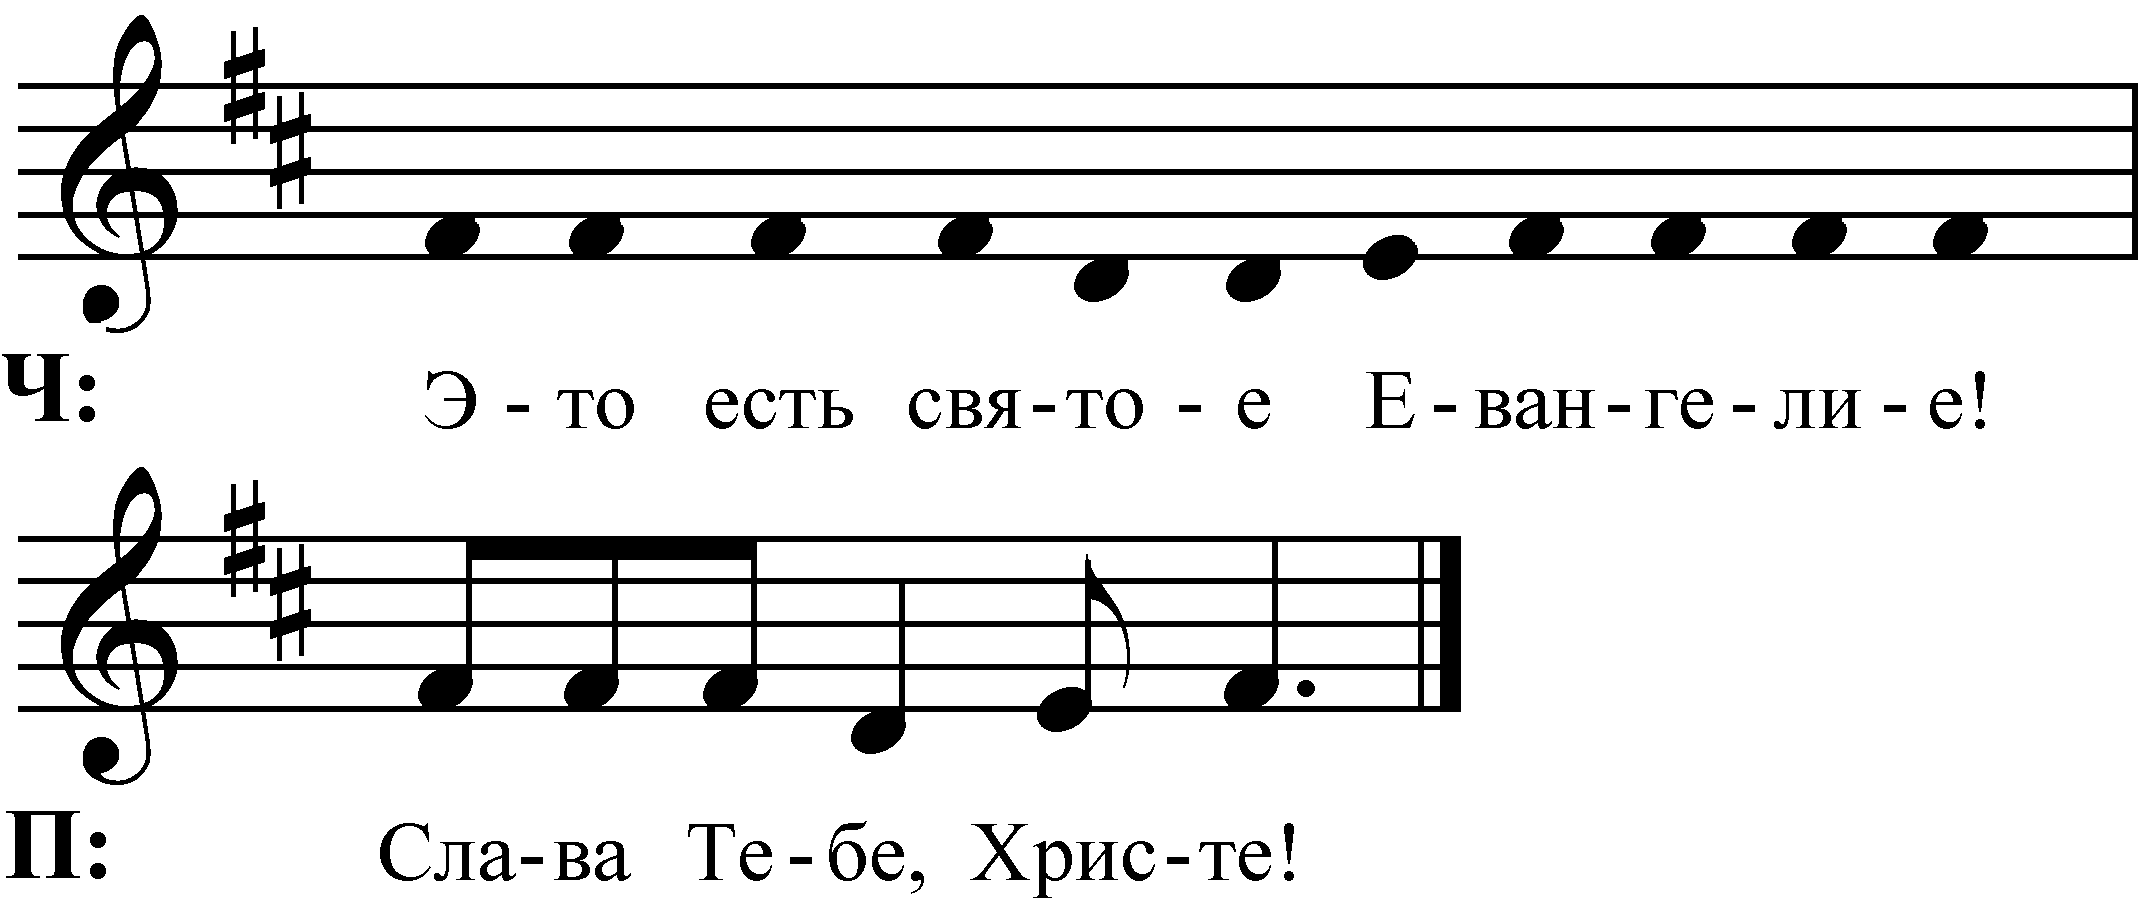 Ч: Э - то есть свя - то - е Е - ван - ге - ли - е!
П: Сла - ва Те - бе, Хрис - те!